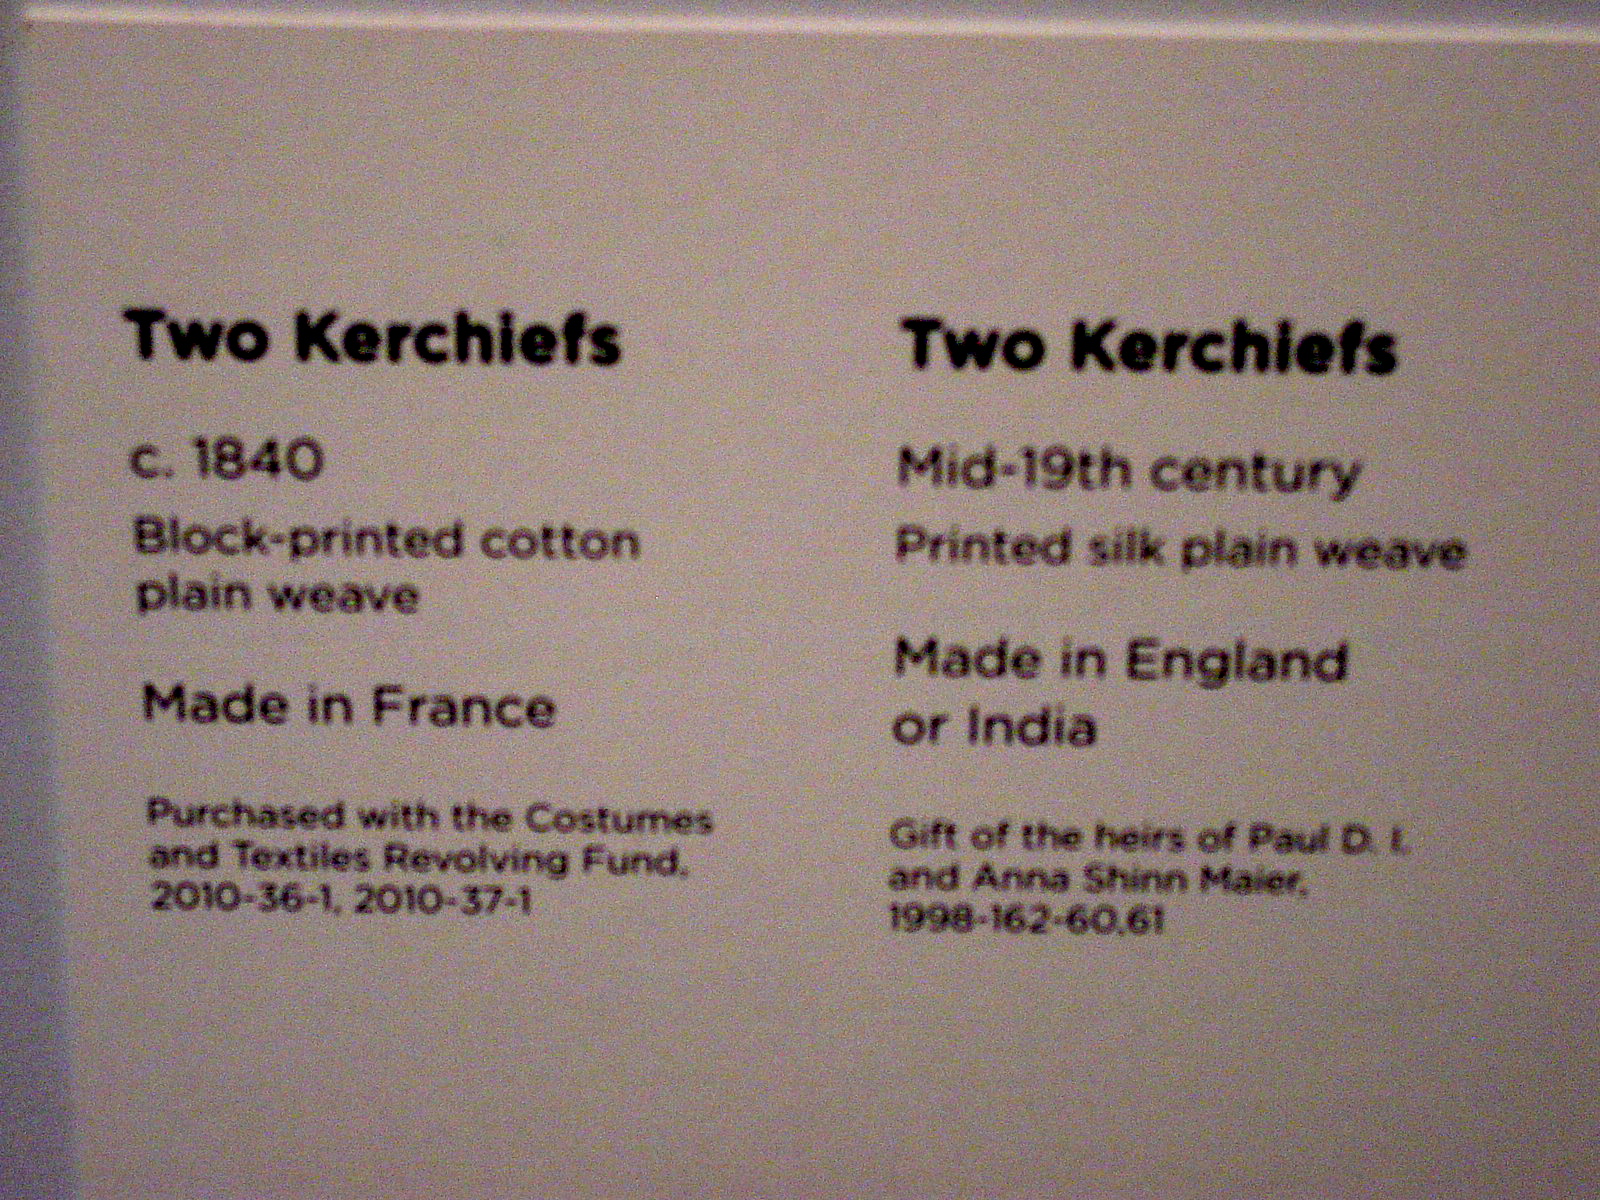 Two Kerchiefs
c. 1840
Block-printed cotton
plain weave
Made in France
Purchased with the Costumes
and Textiles Revolving Fund,
2010-36-1, 2010-37-1
Two Kerchiefs
Mid-19th century
Printed silk plain weave
Made in England
or India
Gift of the heirs of Paul D. I.
and Anna Shinn Maier,
1998-162-60,61